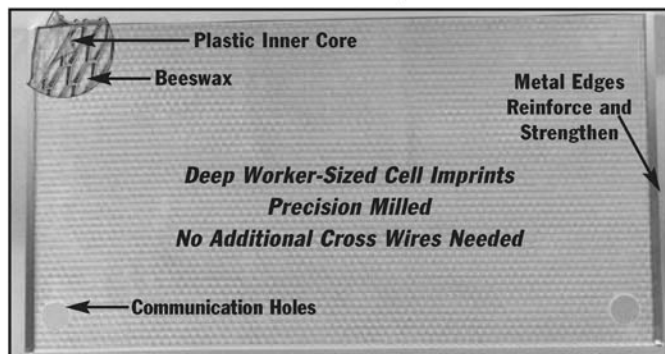 Plastic Inner Core
Beeswax
Metal Edges
Reinforce and
Strengthen
Deep Worker-Sized Cell Imprints
Precision Milled
No Additional Cross Wires Needed
Communication Holes